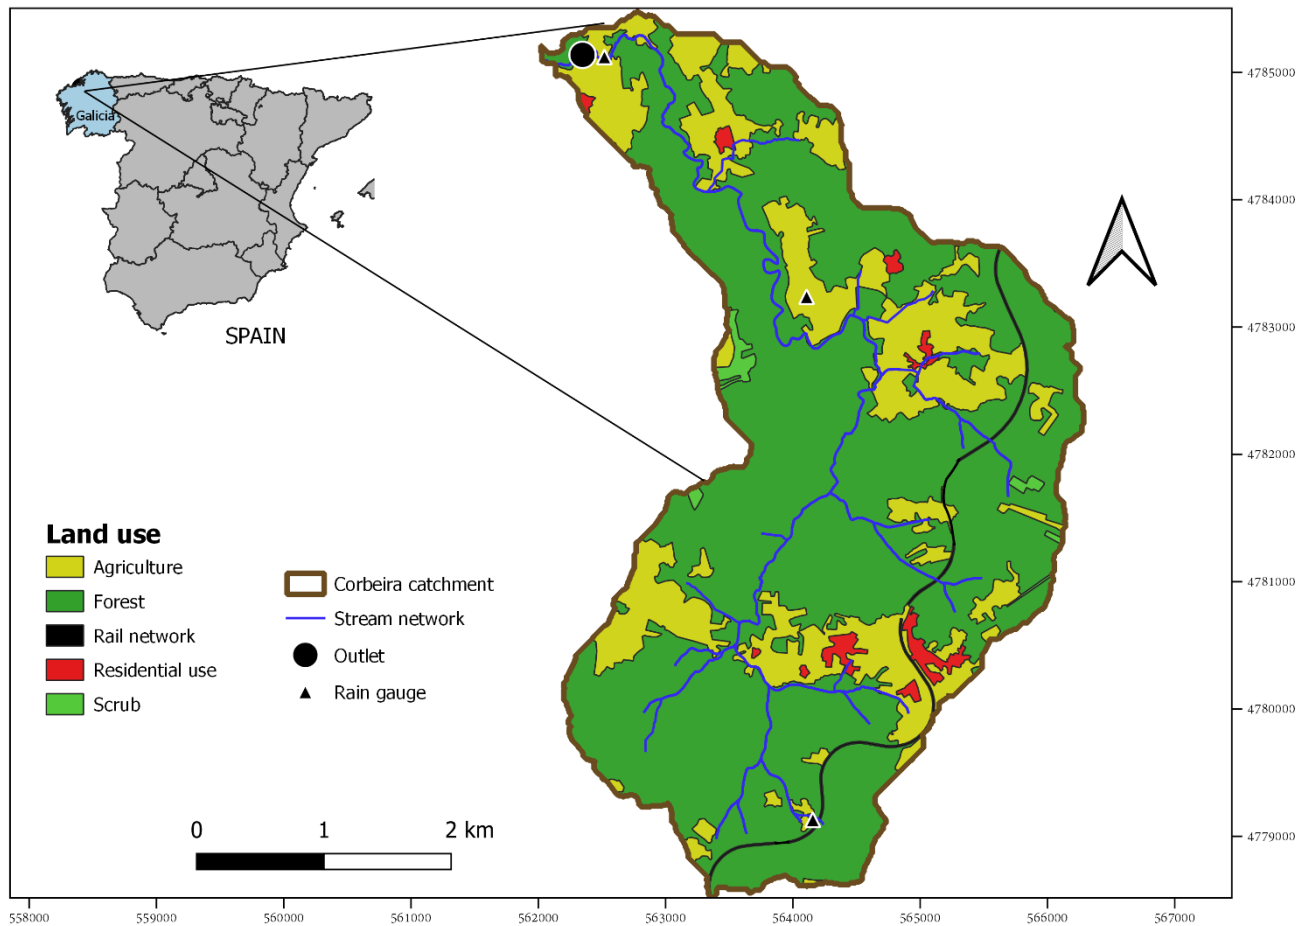 Galicia
SPAIN
4785000
4784000
4783000
4782000
4781000
4780000
4779000
Land use
Agriculture
Forest
Rail network
Residential use
Scrub
Corbeira catchment
Stream network
Outlet
Rain gauge
0 1 2 km
558000 559000 560000 561000 562000 563000 564000 565000 566000 567000